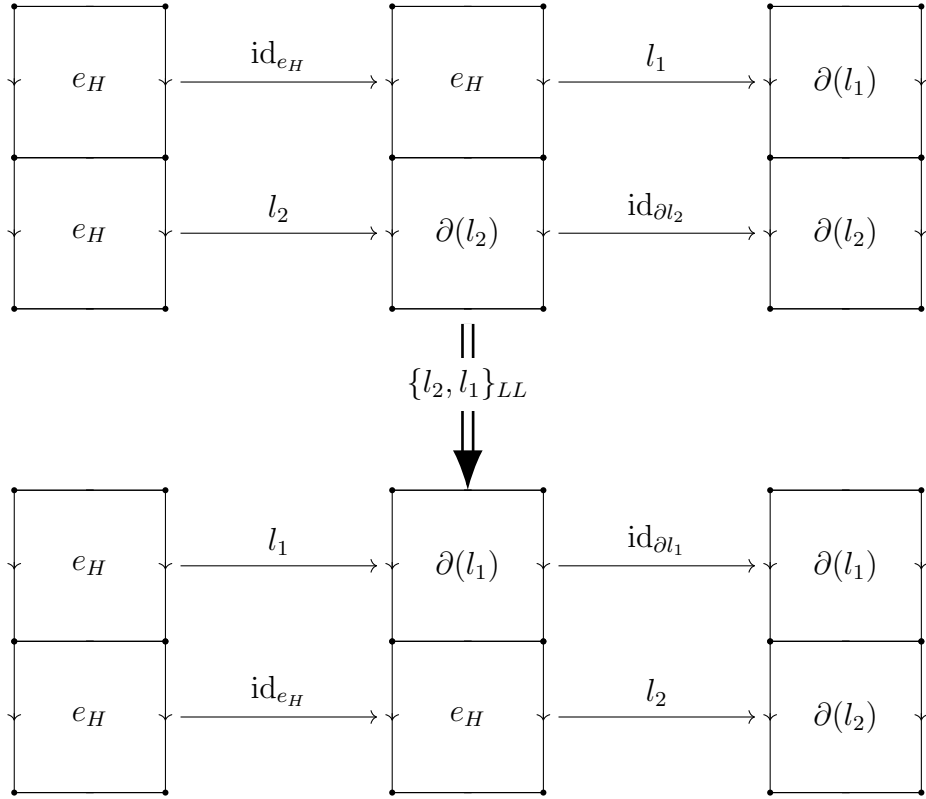 id_{e_H} l_1
e_H e_H ∂(l_1)
l_2 id_{∂l_2}
e_H ∂(l_2) ∂(l_2)
{l_2, l_1}_{LL}
l_1 id_{∂l_1}
e_H ∂(l_1) ∂(l_1)
id_{e_H} l_2
e_H e_H ∂(l_2)